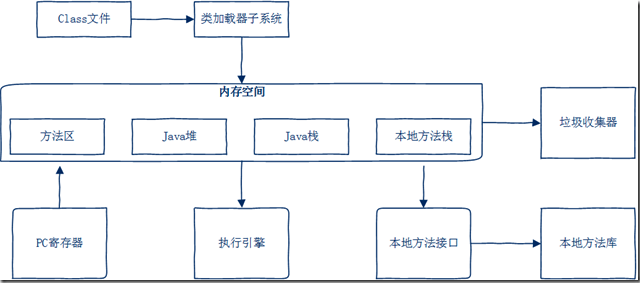 Class文件
类加载器子系统
内存空间
方法区
Java堆
Java栈
本地方法栈
垃圾收集器
PC寄存器
执行引擎
本地方法接口
本地方法库